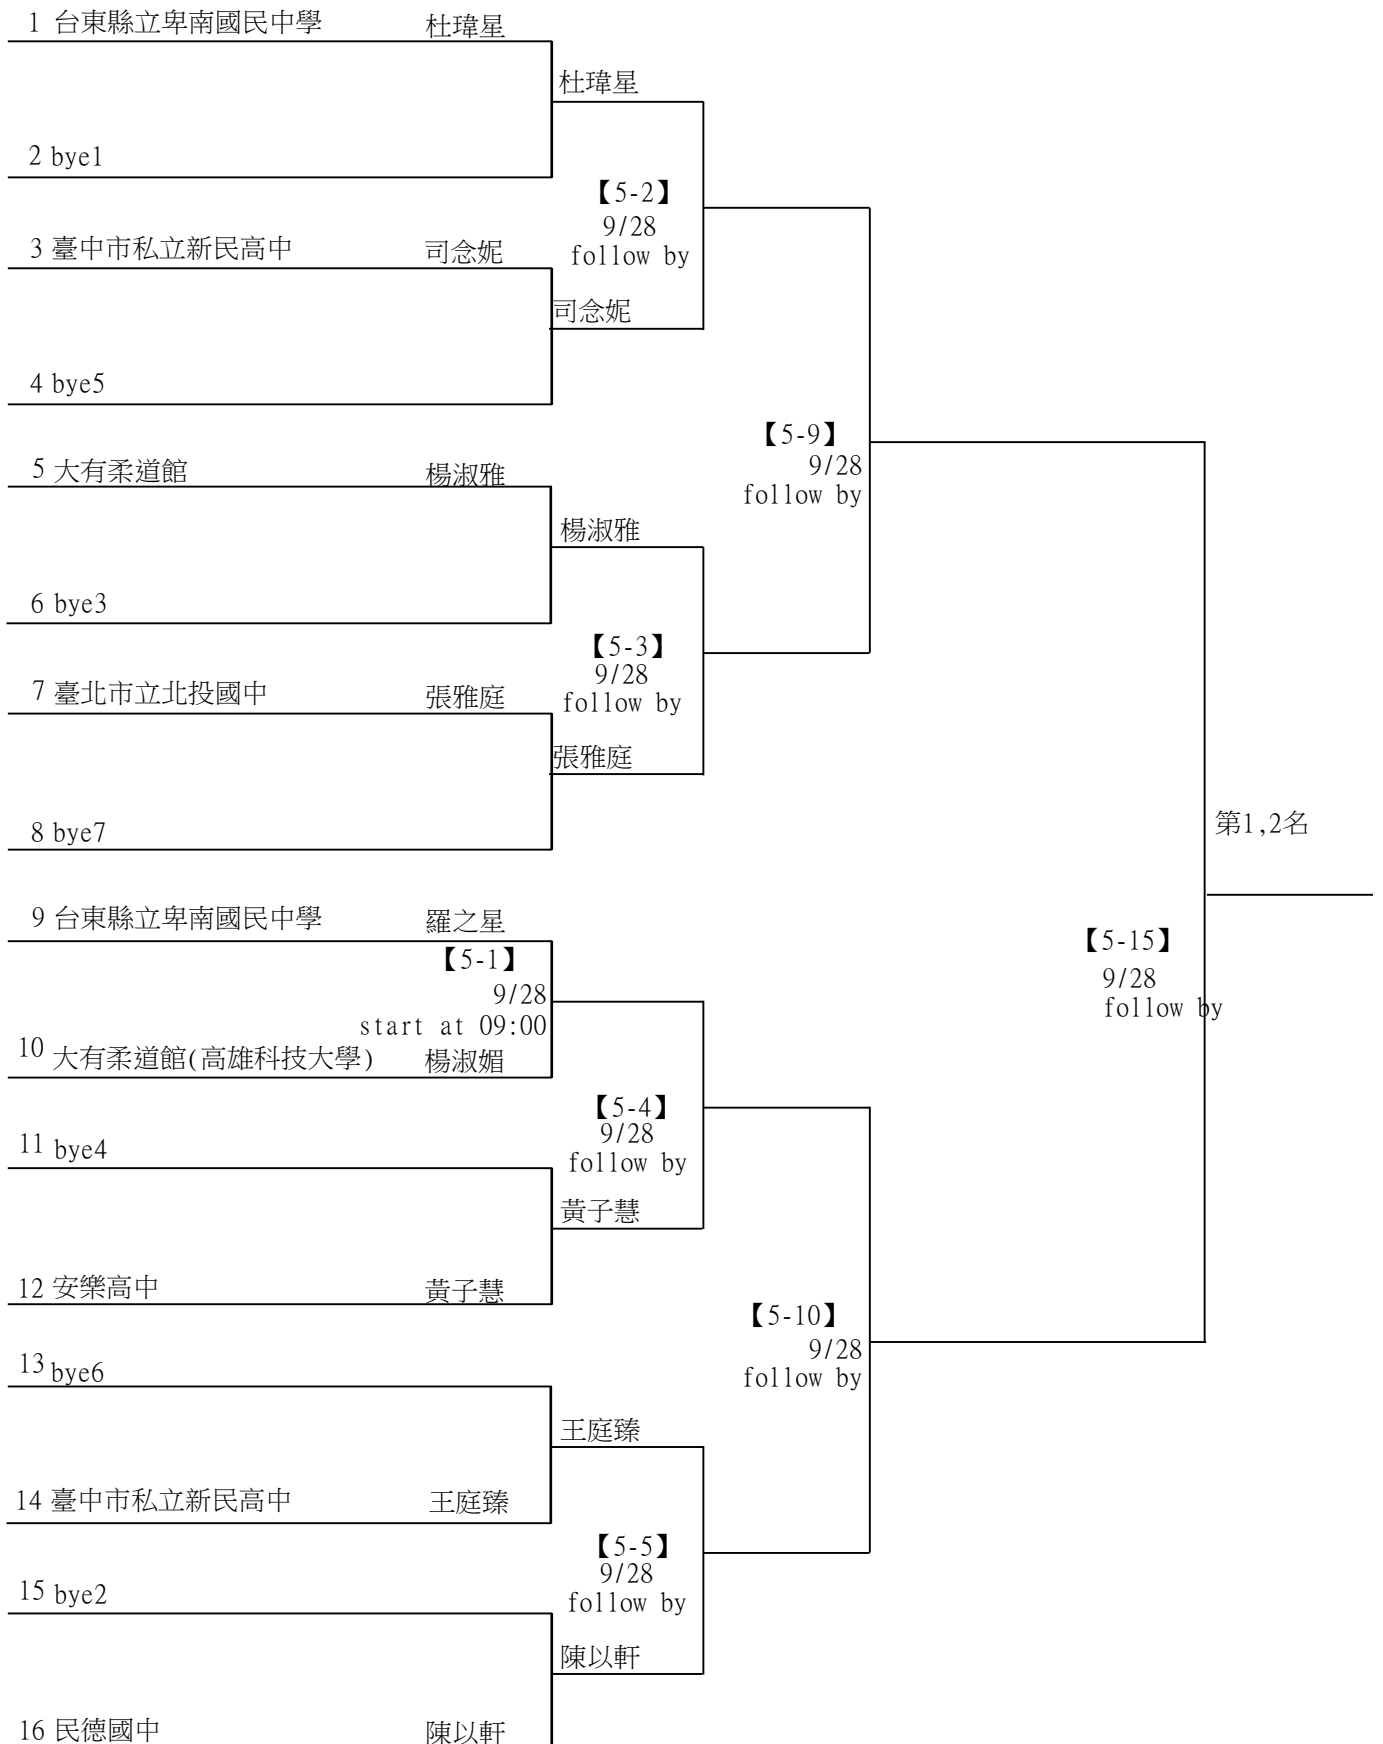 1 台東縣立卑南國民中學 杜瑋星
杜瑋星
2 bye1
【5-2】
9/28
follow by
3 臺中市私立新民高中 司念妮
司念妮
4 bye5
【5-9】
9/28
follow by
5 大有柔道館 楊淑雅
楊淑雅
6 bye3
【5-3】
9/28
follow by
7 臺北市立北投國中 張雅庭
張雅庭
8 bye7
第1,2名
9 台東縣立卑南國民中學 羅之星
【5-1】
9/28
start at 09:00
10 大有柔道館(高雄科技大學) 楊淑媚
【5-15】
9/28
follow by
【5-4】
9/28
follow by
11 bye4
黃子慧
12 安樂高中 黃子慧
【5-10】
9/28
follow by
13 bye6
王庭臻
14 臺中市私立新民高中 王庭臻
【5-5】
9/28
follow by
15 bye2
陳以軒
16 民德國中 陳以軒